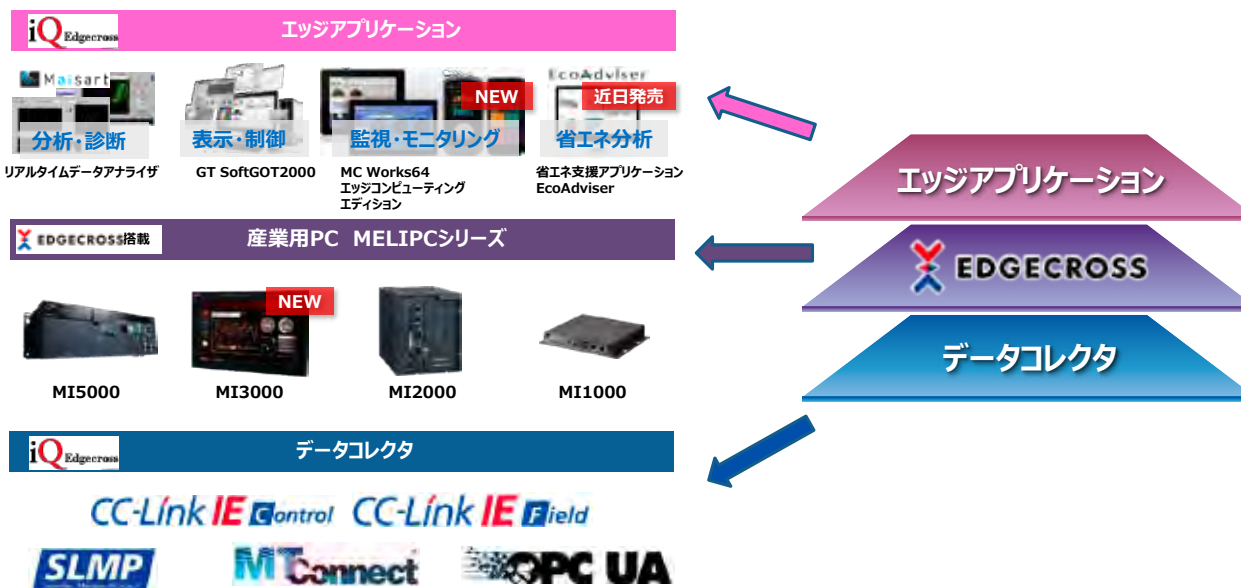 iQ Edgecross
エッジアプリケーション
Maisart
EcoAdviser
NEW
近日発売
分析・診断
表示・制御
監視・モニタリング
省エネ分析
リアルタイムデータアナライザ
GT SoftGOT2000
MC Works64
エッジコンピューティング
エディション
省エネ支援アプリケーション
EcoAdviser
EDGECROSS搭載
産業用PC MELIPCシリーズ
NEW
MI5000
MI3000
MI2000
MI1000
iQ Edgecross
データコレクタ
CC-Link IE Control
CC-Link IE Field
SLMP
MTConnect
OPC UA
エッジアプリケーション
EDGECROSS
データコレクタ